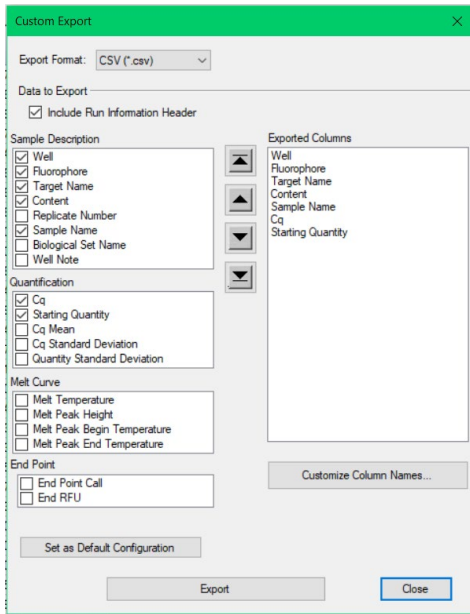 Custom Export
Export Format: CSV (*.csv)
Data to Export
Include Run Information Header
Sample Description
Well
Fluorophore
Target Name
Content
Replicate Number
Sample Name
Biological Set Name
Well Note
Quantification
Cq
Starting Quantity
Cq Mean
Cq Standard Deviation
Quantity Standard Deviation
Melt Curve
Melt Temperature
Melt Peak Height
Melt Peak Begin Temperature
Melt Peak End Temperature
End Point
End Point Call
End RFU
Exported Columns
Well
Fluorophore
Target Name
Content
Sample Name
Cq
Starting Quantity
Customize Column Names...
Set as Default Configuration
Export
Close